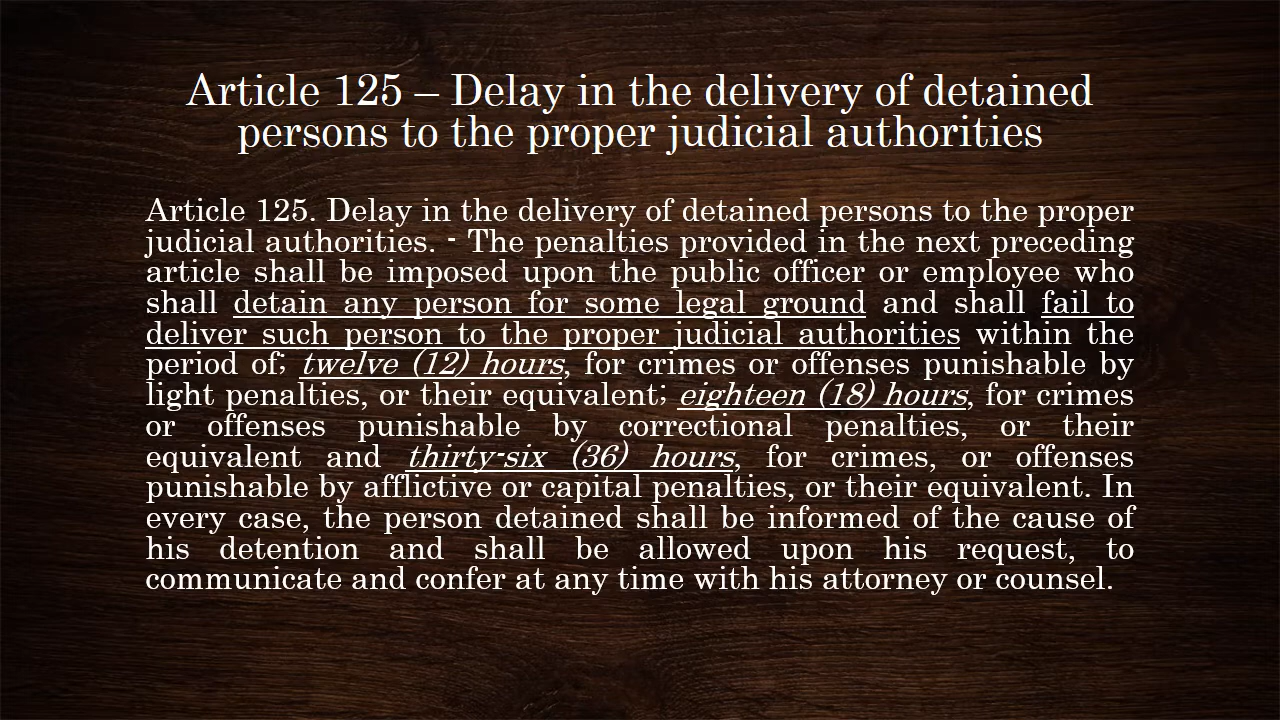 Article 125 – Delay in the delivery of detained
persons to the proper judicial authorities
Article 125. Delay in the delivery of detained persons to the proper
judicial authorities. - The penalties provided in the next preceding
article shall be imposed upon the public officer or employee who
shall detain any person for some legal ground and shall fail to
deliver such person to the proper judicial authorities within the
period of; twelve (12) hours, for crimes or offenses punishable by
light penalties, or their equivalent; eighteen (18) hours, for crimes
or offenses punishable by correctional penalties, or their
equivalent and thirty-six (36) hours, for crimes, or offenses
punishable by afflictive or capital penalties, or their equivalent. In
every case, the person detained shall be informed of the cause of
his detention and shall be allowed upon his request, to
communicate and confer at any time with his attorney or counsel.